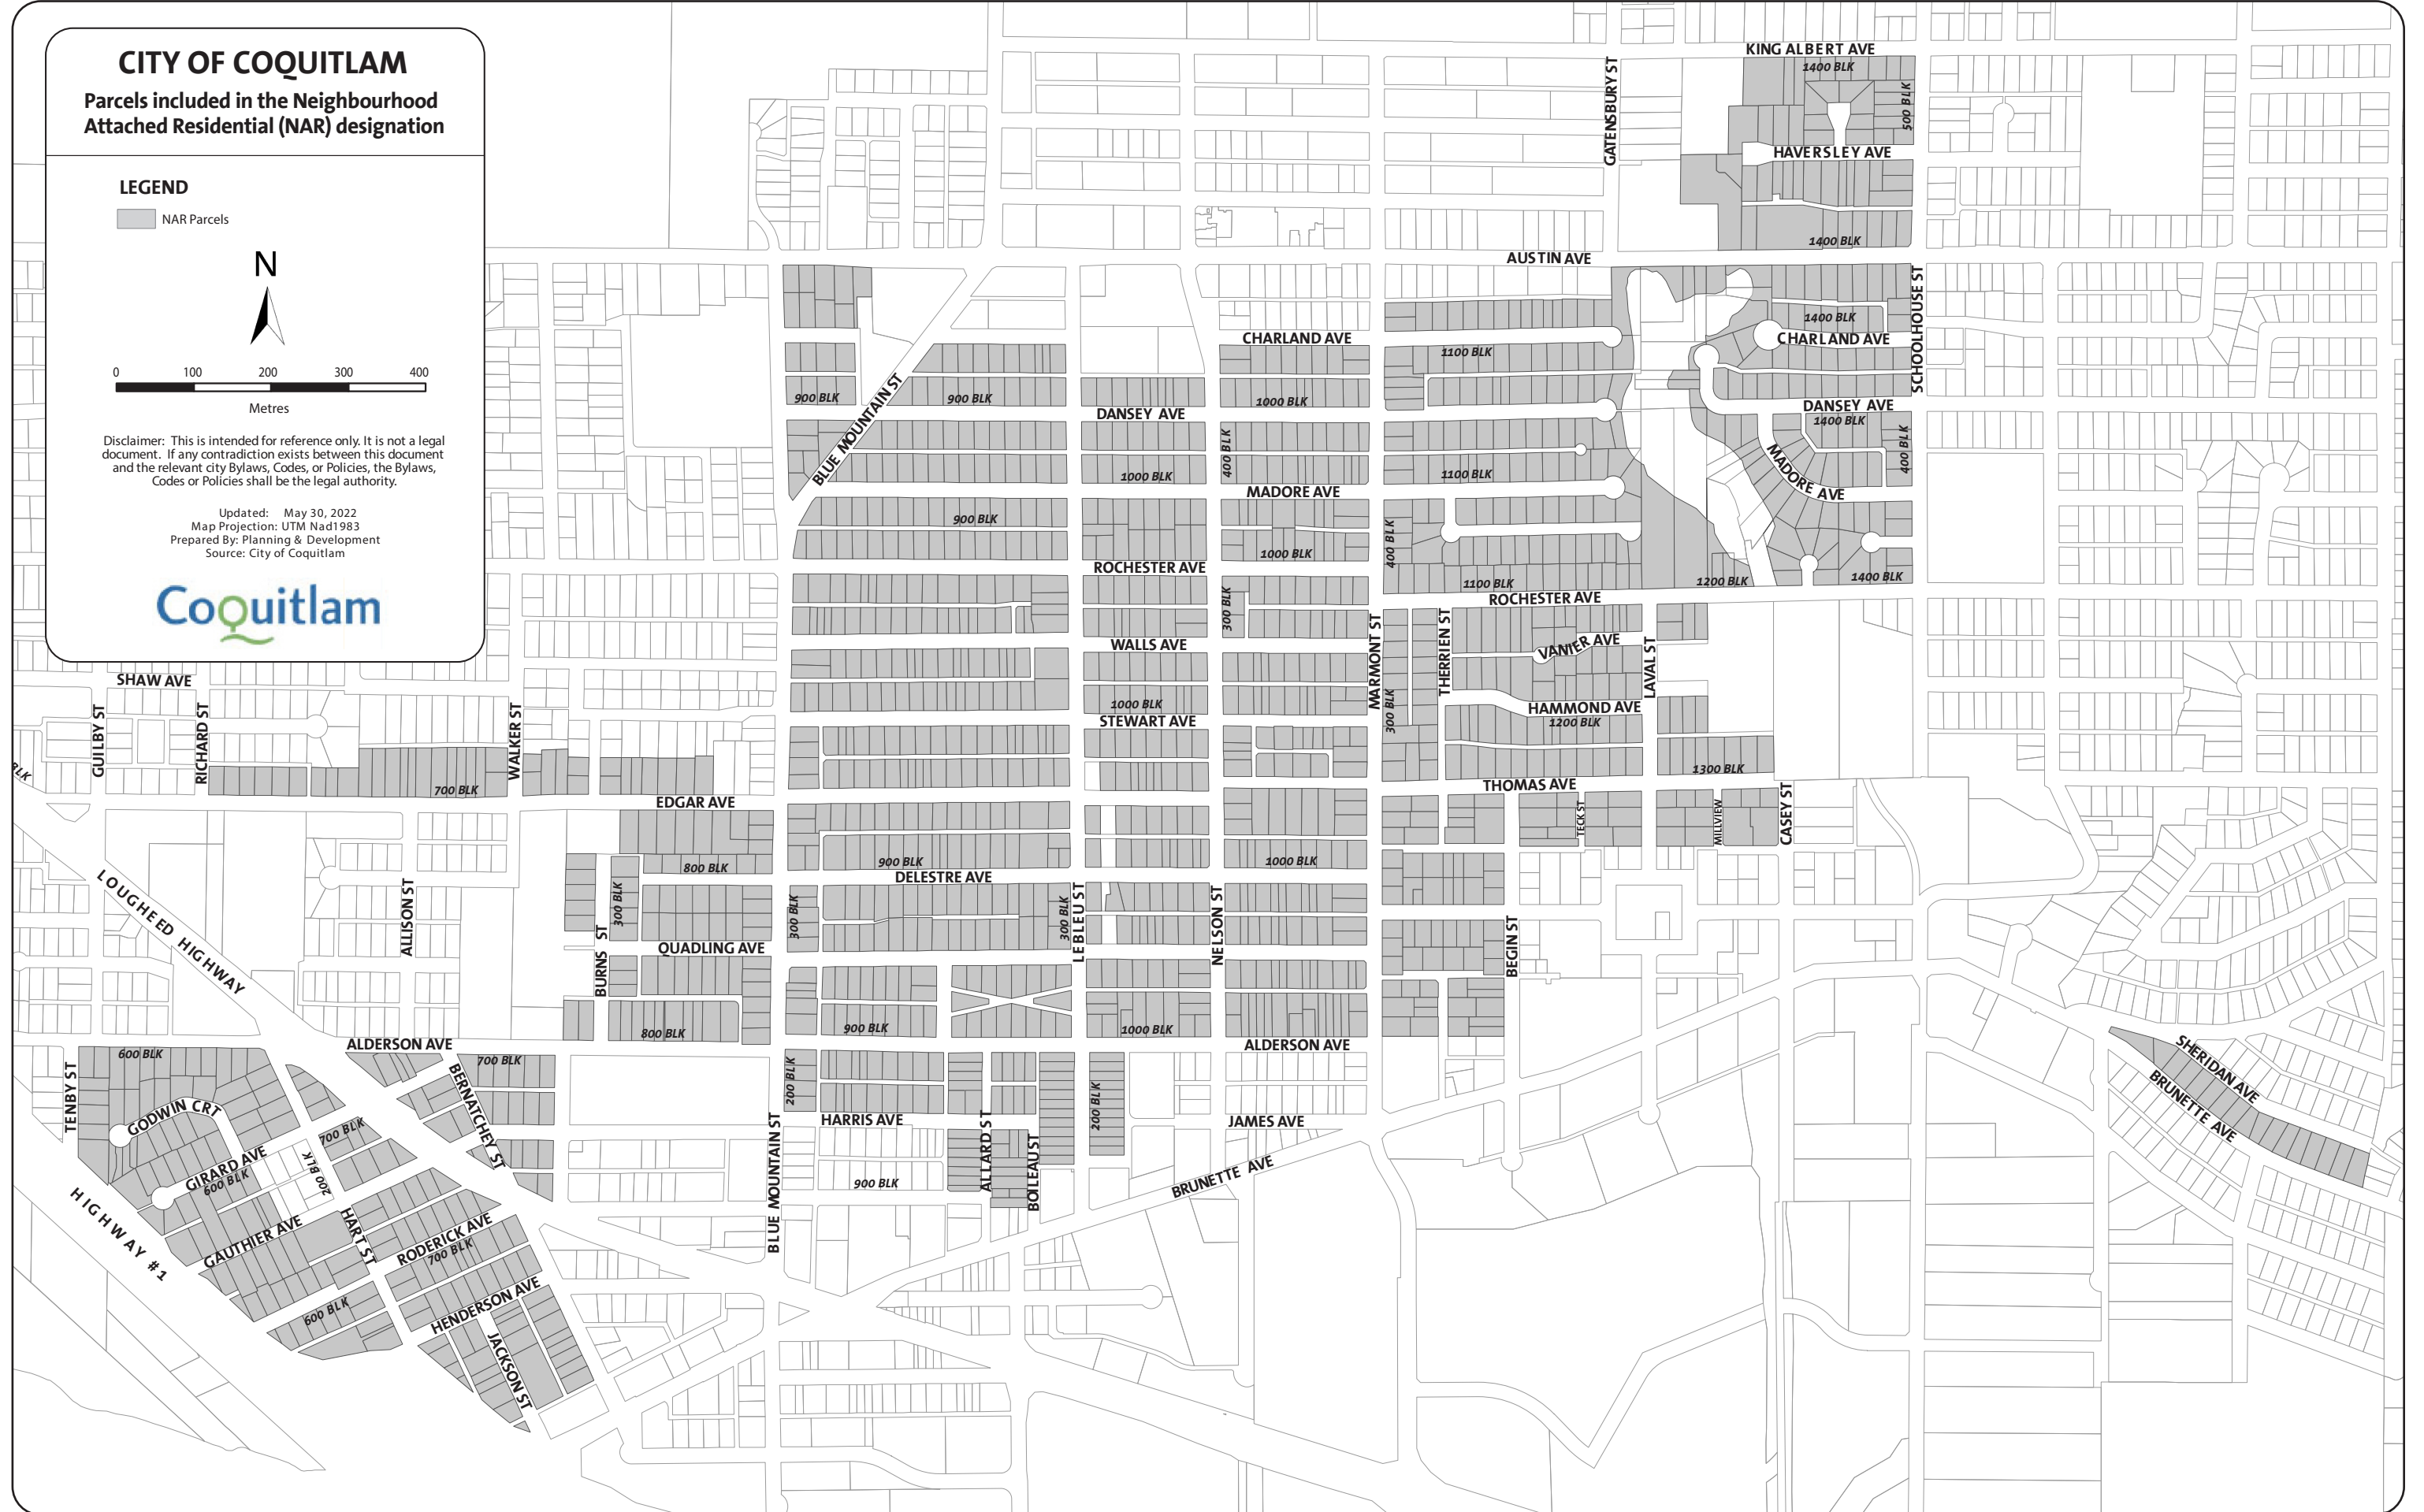 CITY OF COQUITLAM
Parcels included in the Neighbourhood
Attached Residential (NAR) designation
LEGEND
NAR Parcels
N
0 100 200 300 400
Metres
Disclaimer: This is intended for reference only. It is not a legal
document. If any contradiction exists between this document
and the relevant city Bylaws, Codes, or Policies, the Bylaws,
Codes or Policies shall be the legal authority.
Updated: May 30, 2022
Map Projection: UTM Nad1983
Prepared By: Planning & Development
Source: City of Coquitlam
Coquitlam
KING ALBERT AVE
1400 BLK
500 BLK
GATENSBURY ST
HAVERSLEY AVE
1400 BLK
AUSTIN AVE
SCHOOLHOUSE ST
1400 BLK
CHARLAND AVE
CHARLAND AVE
1100 BLK
BLUE MOUNTAIN ST
900 BLK
900 BLK
1000 BLK
DANSEY AVE
DANSEY AVE
1400 BLK
400 BLK
400 BLK
MADORE AVE
1000 BLK
1100 BLK
MADORE AVE
900 BLK
400 BLK
1000 BLK
ROCHESTER AVE
1100 BLK
1200 BLK
1400 BLK
ROCHESTER AVE
300 BLK
MARMONT ST
THERRIEN ST
VANIER AVE
LAVAL ST
WALLS AVE
SHAW AVE
GUILBY ST
RICHARD ST
WALKER ST
1000 BLK
300 BLK
HAMMOND AVE
1200 BLK
STEWART AVE
BLK
700 BLK
1300 BLK
THOMAS AVE
EDGAR AVE
TECK ST
MILLVIEW
CASEY ST
800 BLK
900 BLK
1000 BLK
DELESTRE AVE
LOUGHEED HIGHWAY
ALLISON ST
300 BLK
300 BLK
300 BLK
LEBLEU ST
NELSON ST
BURNS ST
QUADLING AVE
BEGIN ST
800 BLK
900 BLK
1000 BLK
ALDERSON AVE
ALDERSON AVE
600 BLK
700 BLK
SHERIDAN AVE
BRUNETTE AVE
TENBY ST
GODWIN CRT
BERNATCHEY ST
200 BLK
200 BLK
HARRIS AVE
JAMES AVE
700 BLK
GIRARD AVE
600 BLK
200 BLK
ALLARD ST
BOILEAU ST
900 BLK
BRUNETTE AVE
BLUE MOUNTAIN ST
HIGHWAY #1
GAUTHIER AVE
HART ST
RODERICK AVE
700 BLK
600 BLK
HENDERSON AVE
JACKSON ST